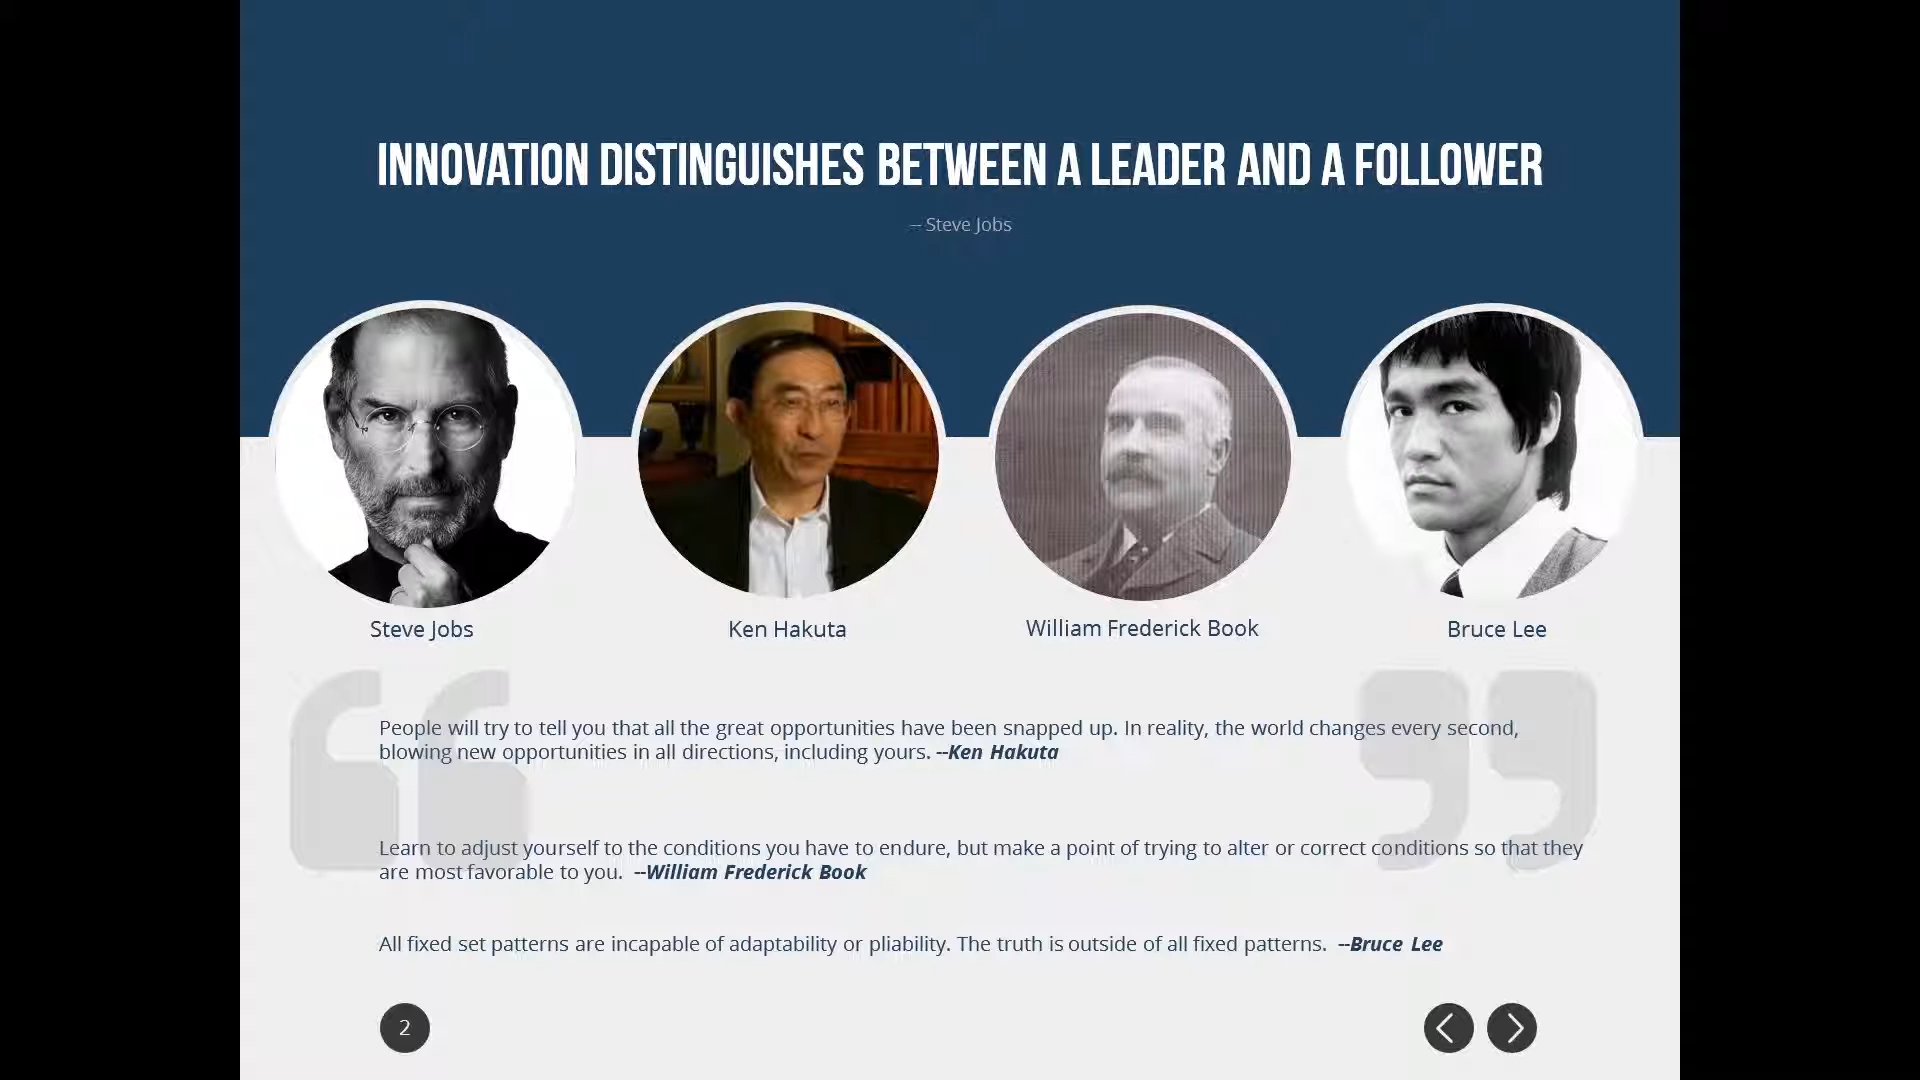 INNOVATION DISTINGUISHES BETWEEN A LEADER AND A FOLLOWER
-- Steve Jobs
Steve Jobs
Ken Hakuta
William Frederick Book
Bruce Lee
People will try to tell you that all the great opportunities have been snapped up. In reality, the world changes every second,
blowing new opportunities in all directions, including yours. --Ken Hakuta
Learn to adjust yourself to the conditions you have to endure, but make a point of trying to alter or correct conditions so that they
are most favorable to you. --William Frederick Book
All fixed set patterns are incapable of adaptability or pliability. The truth is outside of all fixed patterns. --Bruce Lee
2